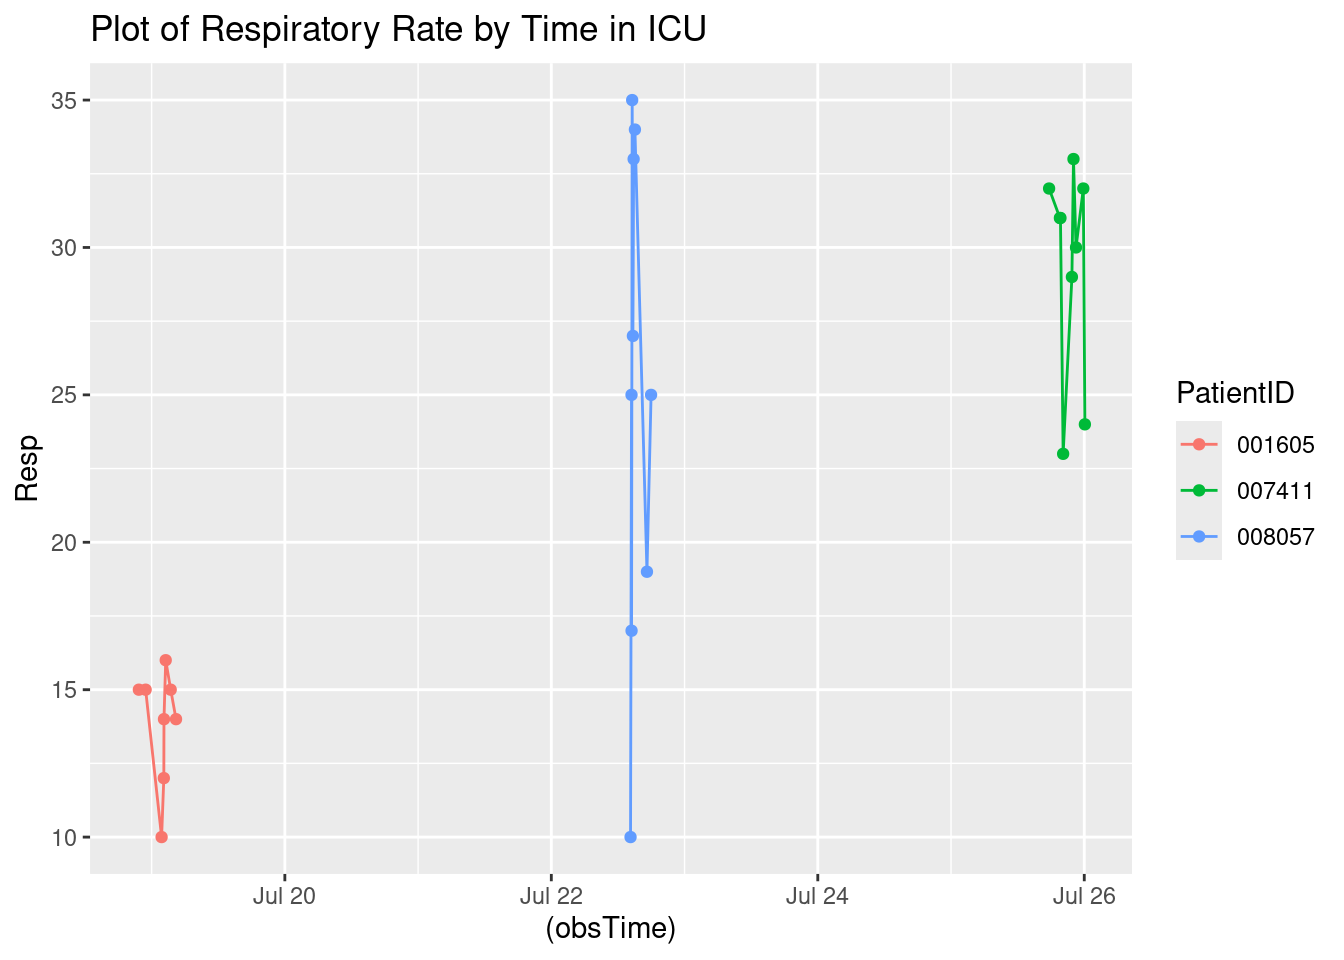 Plot of Respiratory Rate by Time in ICU
35
30
25
20
15
10
Resp
Jul 20
Jul 22
Jul 24
Jul 26
(obsTime)
PatientID
001605
007411
008057